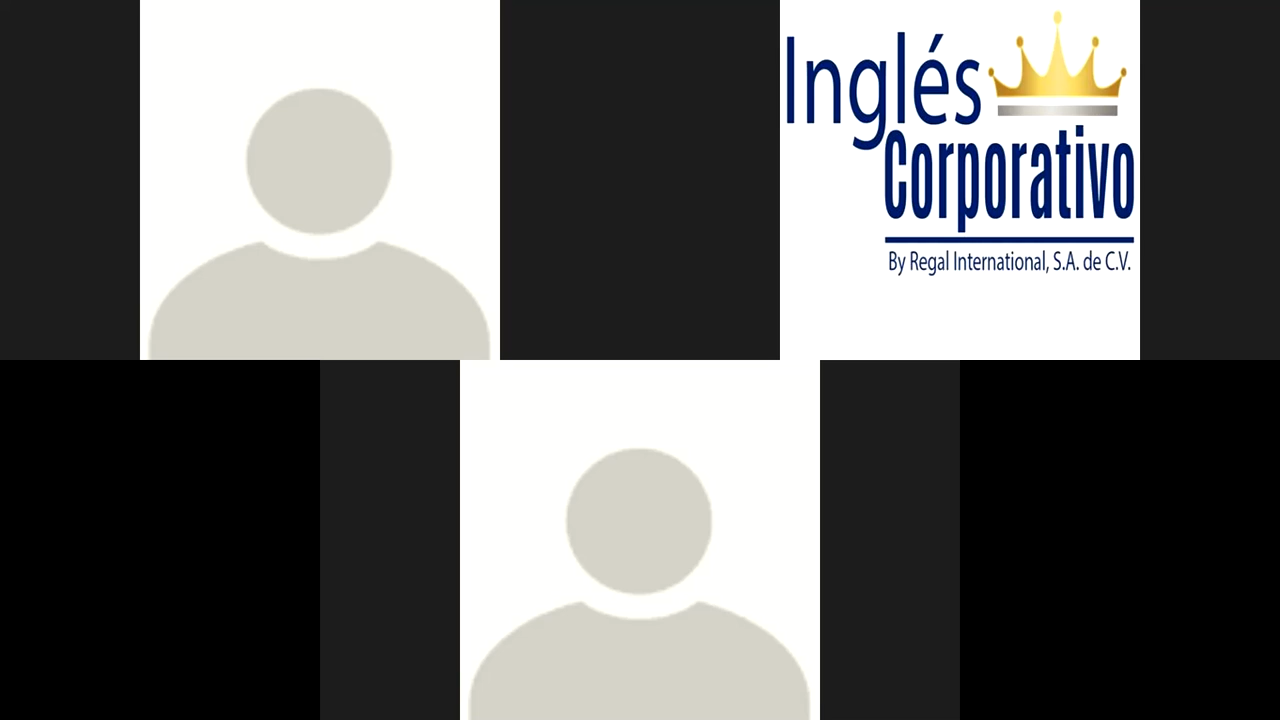 Inglés
Corporativo
By Regal International, S.A. de C.V.